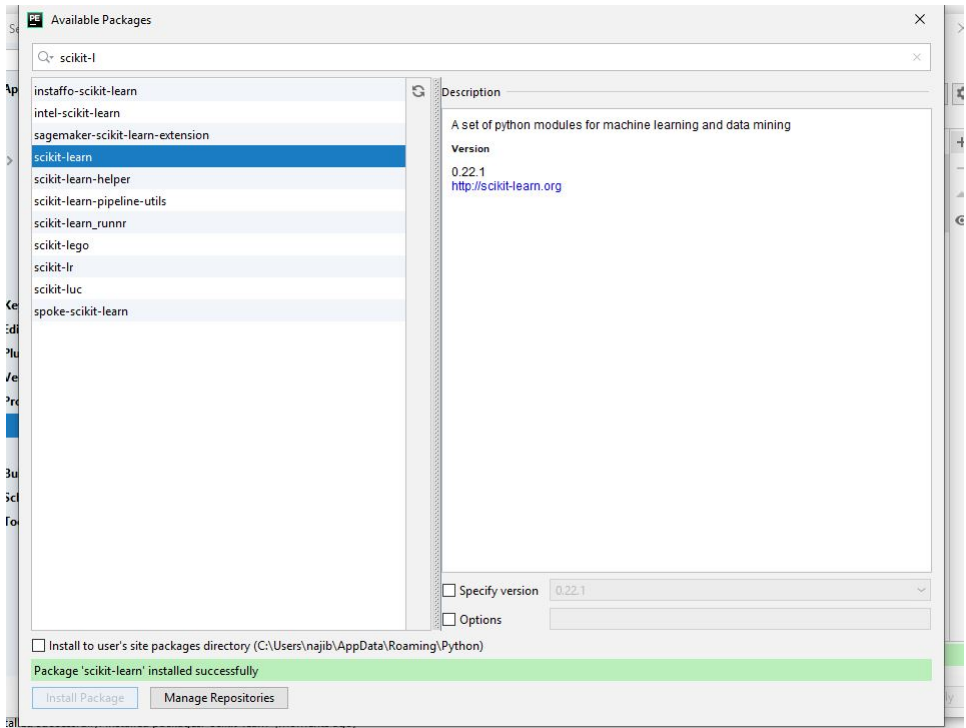 PE Available Packages
scikit-l
instaffo-scikit-learn
intel-scikit-learn
sagemaker-scikit-learn-extension
scikit-learn
scikit-learn-helper
scikit-learn-pipeline-utils
scikit-learn_runnr
scikit-lego
scikit-lr
scikit-luc
spoke-scikit-learn
Description
A set of python modules for machine learning and data mining
Version
0.22.1
http://scikit-learn.org
Specify version 0.22.1
Options
Install to user's site packages directory (C:\Users\najib\AppData\Roaming\Python)
Package 'scikit-learn' installed successfully
Install Package Manage Repositories